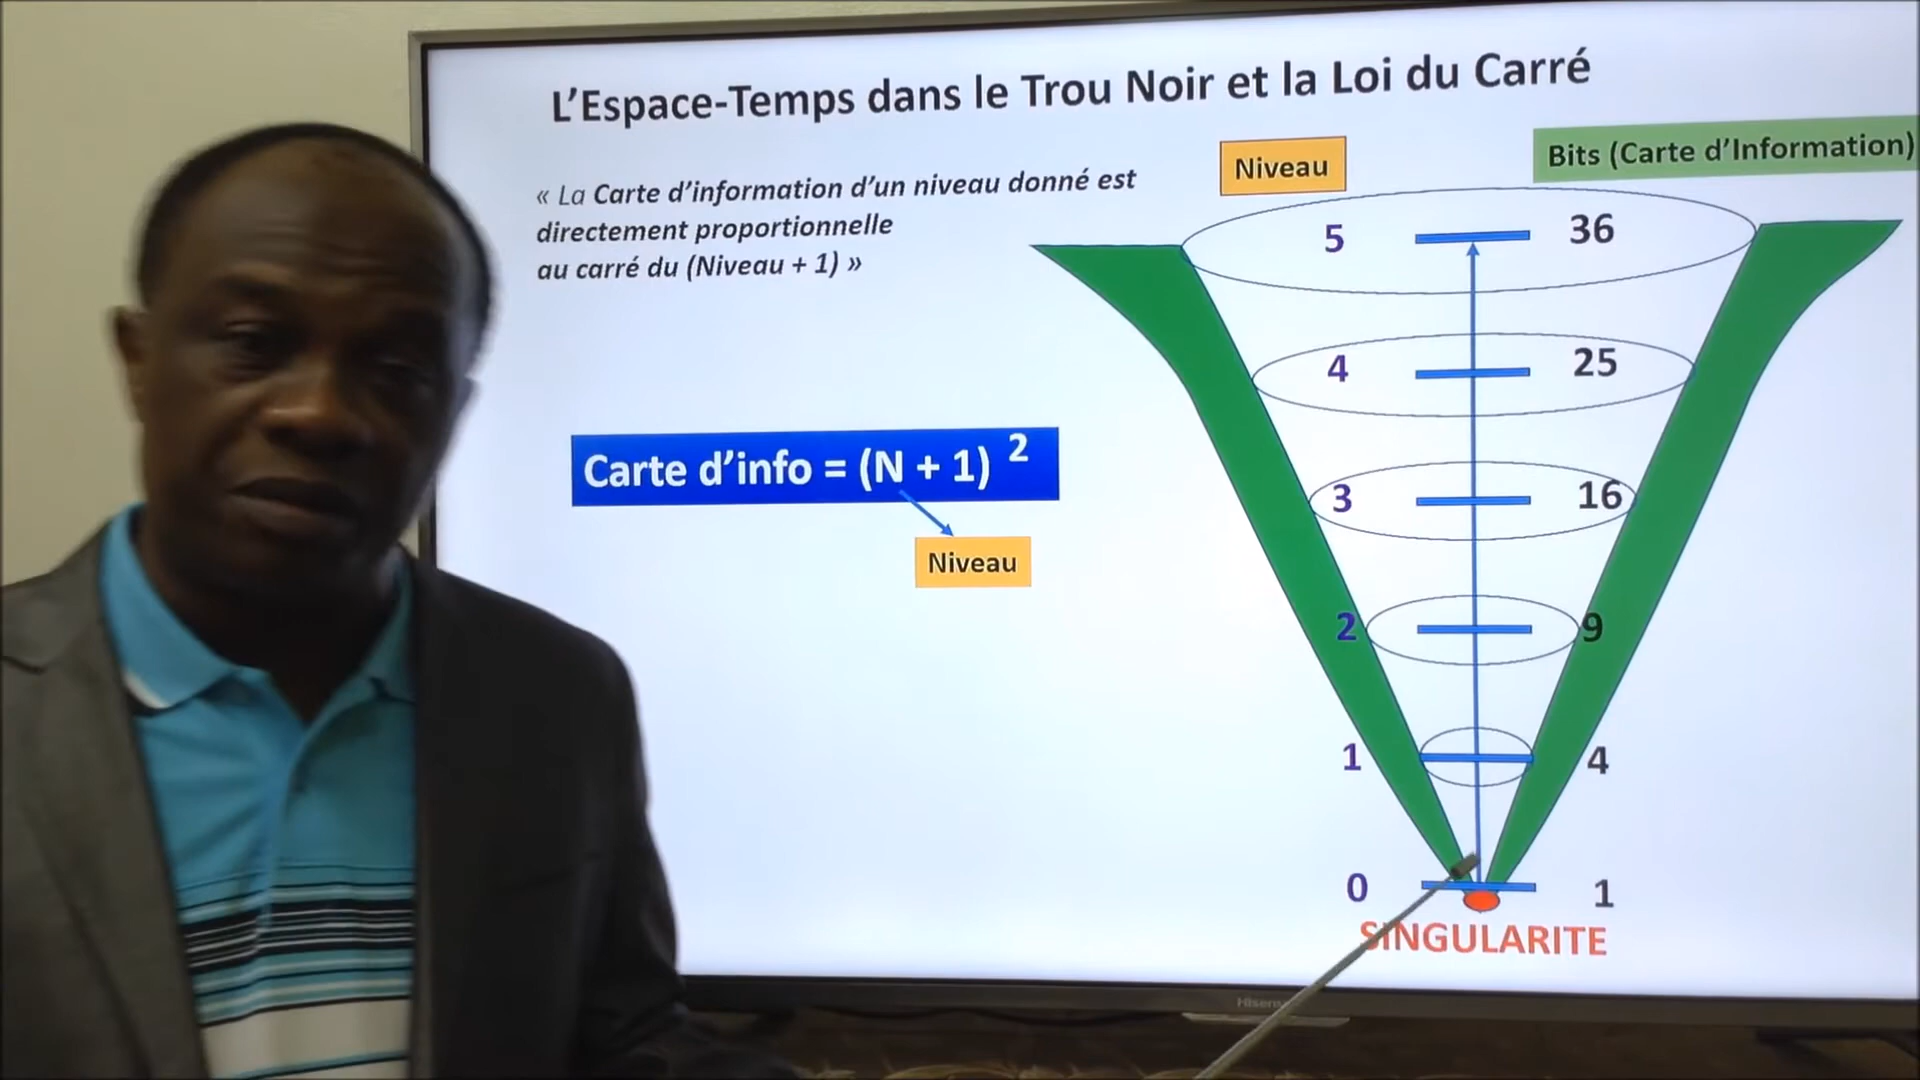 L'Espace-Temps dans le Trou Noir et la Loi du Carré
« La Carte d'information d'un niveau donné est
directement proportionnelle
au carré du (Niveau + 1) »
Niveau
Bits (Carte d'Information)
5 36
4 25
3 16
2 9
1 4
0 1
SINGULARITE
Carte d'info = (N + 1) 2
Niveau